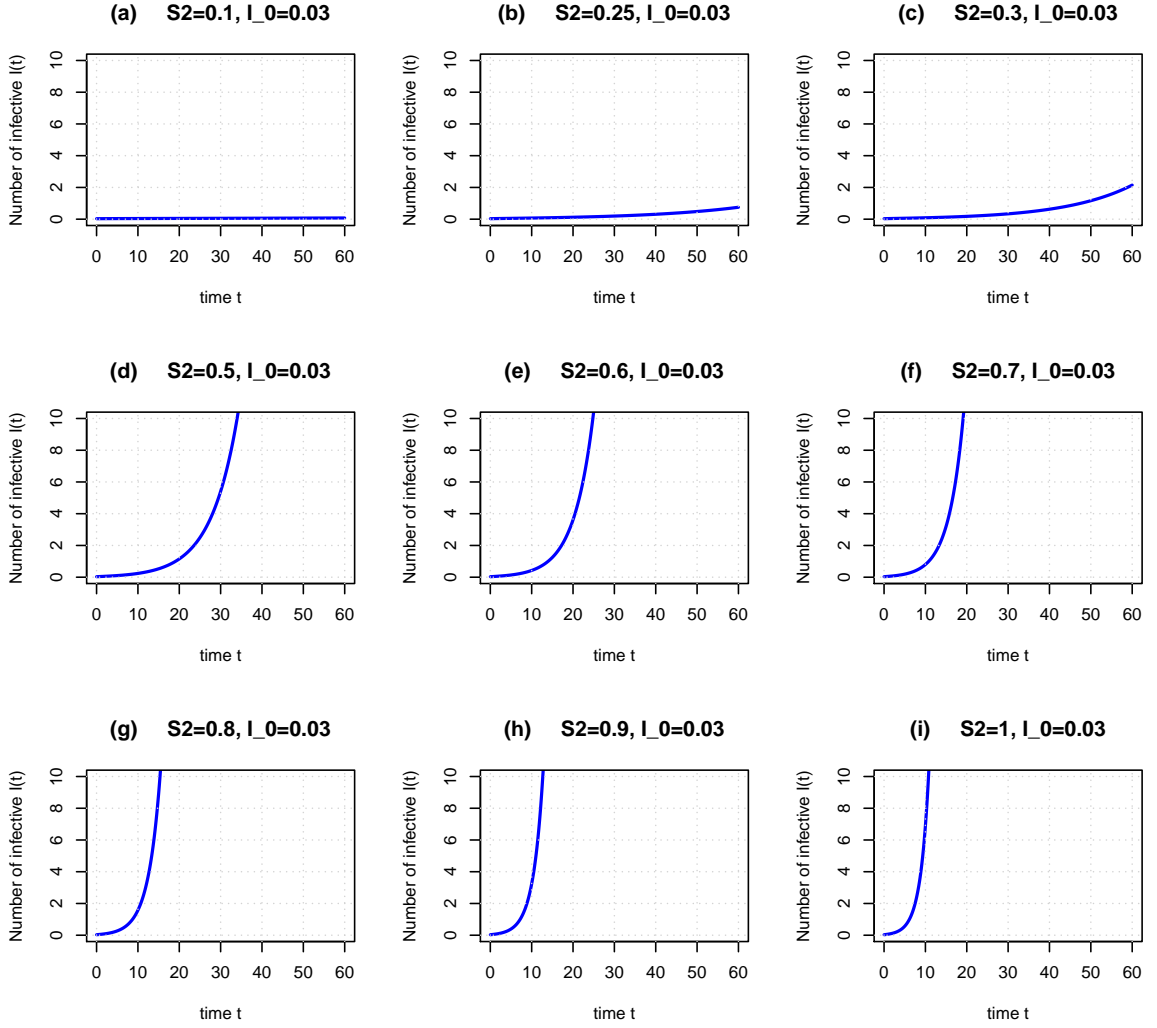 (a) S2=0.1, I_0=0.03
Number of infective I(t)
0 2 4 6 8 10
0 10 20 30 40 50 60
time t
(b) S2=0.25, I_0=0.03
Number of infective I(t)
0 2 4 6 8 10
0 10 20 30 40 50 60
time t
(c) S2=0.3, I_0=0.03
Number of infective I(t)
0 2 4 6 8 10
0 10 20 30 40 50 60
time t
(d) S2=0.5, I_0=0.03
Number of infective I(t)
0 2 4 6 8 10
0 10 20 30 40 50 60
time t
(e) S2=0.6, I_0=0.03
Number of infective I(t)
0 2 4 6 8 10
0 10 20 30 40 50 60
time t
(f) S2=0.7, I_0=0.03
Number of infective I(t)
0 2 4 6 8 10
0 10 20 30 40 50 60
time t
(g) S2=0.8, I_0=0.03
Number of infective I(t)
0 2 4 6 8 10
0 10 20 30 40 50 60
time t
(h) S2=0.9, I_0=0.03
Number of infective I(t)
0 2 4 6 8 10
0 10 20 30 40 50 60
time t
(i) S2=1, I_0=0.03
Number of infective I(t)
0 2 4 6 8 10
0 10 20 30 40 50 60
time t